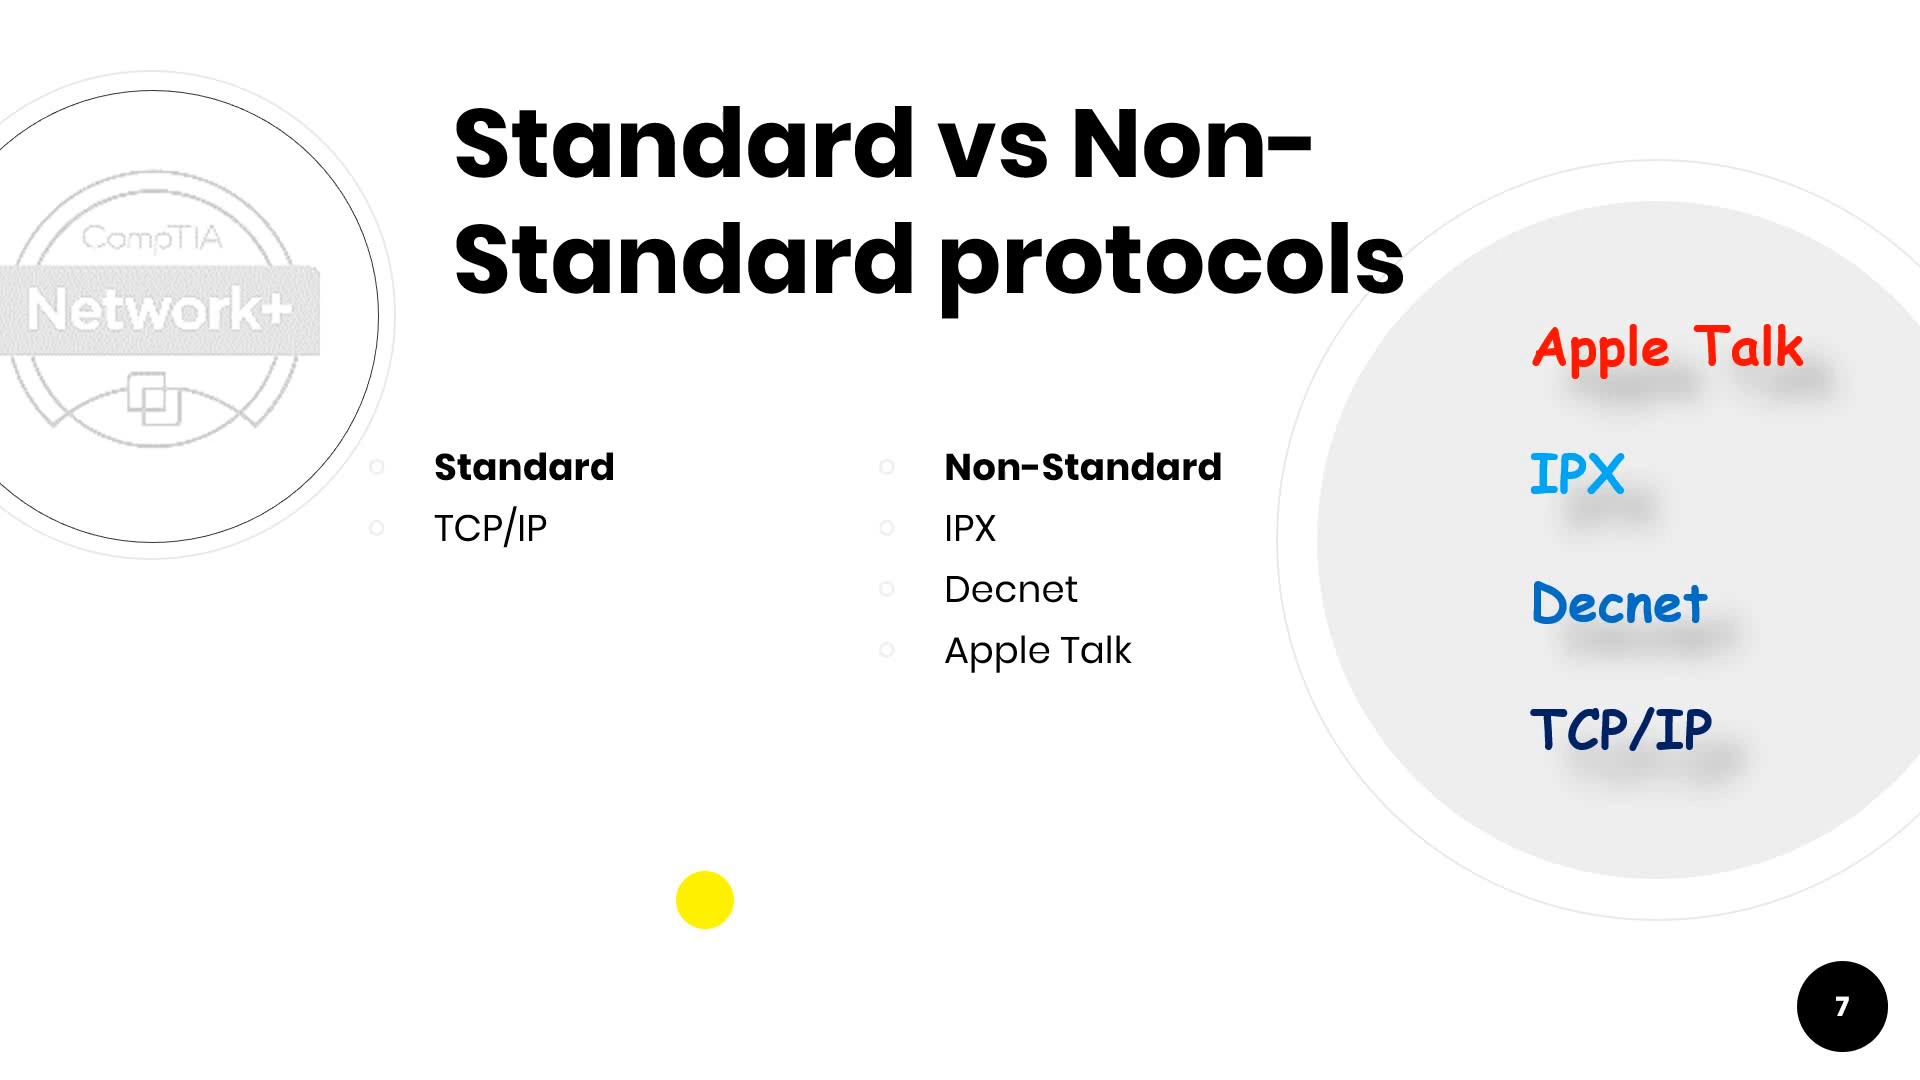 Standard vs Non-
Standard protocols
CompTIA
Network+
Standard
TCP/IP
Non-Standard
IPX
Decnet
Apple Talk
Apple Talk
IPX
Decnet
TCP/IP
7